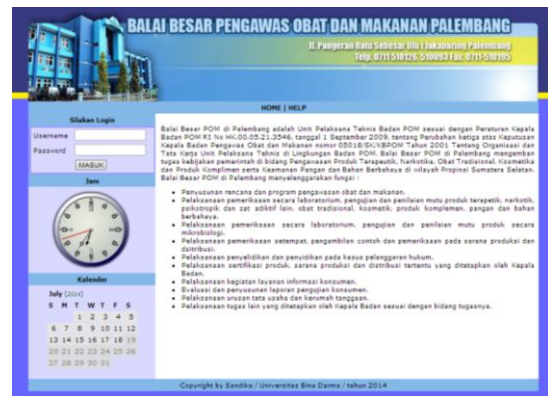 BALAI BESAR PENGAWAS OBAT DAN MAKANAN PALEMBANG
Jl. Pangeran Ratu Seberang Ulu I Jakabaring Palembang
Telp. 0711 510126, 510093 Fax. 0711-510195
HOME | HELP
Silakan Login
Username
Password
MASUK
Jam
Kalender
July (2014)
S M T W T F S
1 2 3 4 5
6 7 8 9 10 11 12
13 14 15 16 17 18 19
20 21 22 23 24 25 26
27 28 29 30 31
Balai Besar POM di Palembang adalah Unit Pelaksana Teknis Badan POM sesuai dengan Peraturan Kepala
Badan POM RI No HK.00.05.21.3546, tanggal 1 September 2009, tentang Perubahan ketiga atas Keputusan
Kepala Badan Pengawas Obat dan Makanan nomor 05018/SK/KBPOM Tahun 2001 Tentang Organisasi dan
Tata Kerja Unit Pelaksana Teknis di Lingkungan Badan POM. Balai Besar POM di Palembang mengemban
tugas kebijakan pemerintah di bidang Pengawasan Produk Terapeutik, Narkotika, Obat Tradisional, Kosmetika
dan Produk Komplimen serta Keamanan Pangan dan Bahan Berbahaya di wilayah Propinsi Sumatera Selatan.
Balai Besar POM di Palembang menyelenggarakan fungsi :
Penyusunan rencana dan program pengawasan obat dan makanan.
Pelaksanaan pemeriksaan secara laboratorium, pengujian dan penilaian mutu produk terapetik, narkotik,
psikotropik dan zat adiktif lain, obat tradisional, kosmetik, produk komplemen, pangan dan bahan
berbahaya.
Pelaksanaan pemeriksaan secara laboratorium, pengujian dan penilaian mutu produk secara
mikrobiologi.
Pelaksanaan pemeriksaan setempat, pengambilan contoh dan pemeriksaan pada sarana produksi dan
distribusi.
Pelaksanaan penyelidikan dan penyidikan pada kasus pelanggaran hukum.
Pelaksanaan sertifikasi produk, sarana produksi dan distribusi tertentu yang ditetapkan oleh Kepala
Badan.
Pelaksanaan kegiatan layanan informasi konsumen.
Evaluasi dan penyusunan laporan pengujian konsumen.
Pelaksanaan urusan tata usaha dan kerumah tanggaan.
Pelaksanaan tugas lain yang ditetapkan oleh Kepala Badan sesuai dengan bidang tugasnya.
Copyright by Sandika / Universitas Bina Darma / tahun 2014